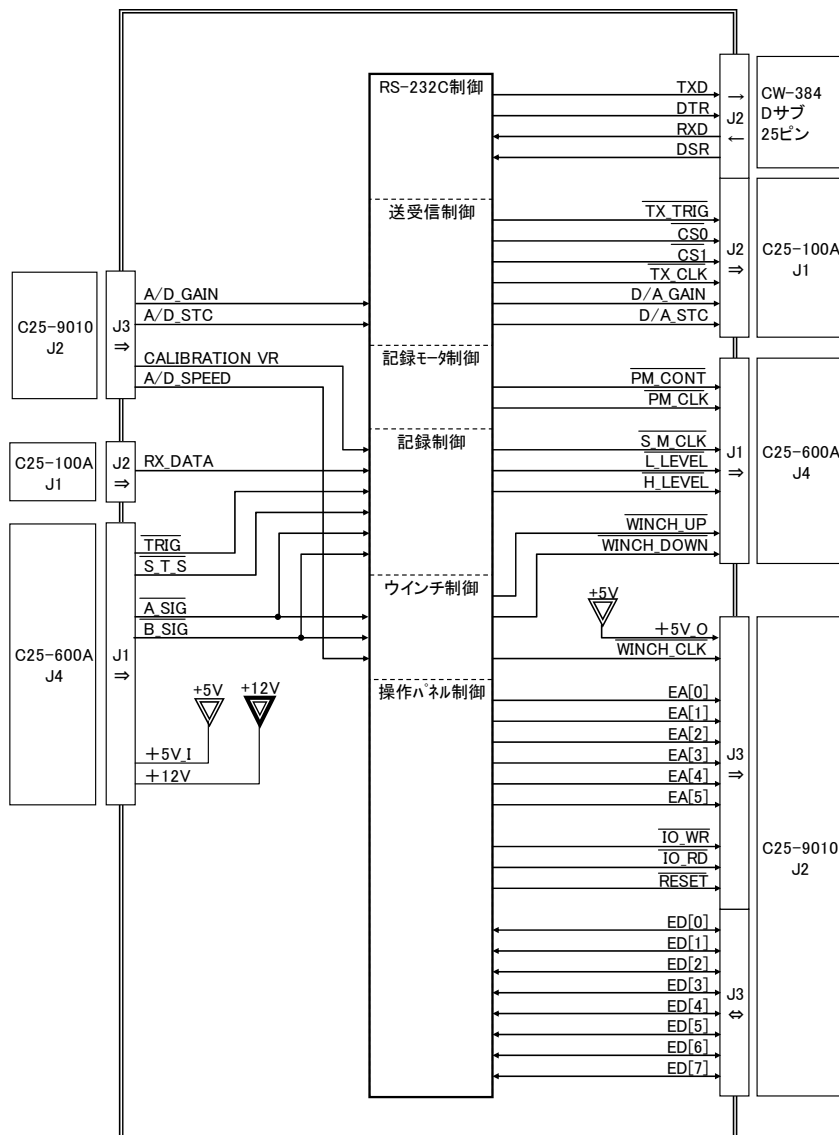 RS-232C制御
TXD
DTR
RXD
DSR
→
J2
←
CW-384
Dサブ
25ピン
送受信制御
TX_TRIG
CS0
CS1
TX_CLK
D/A_GAIN
D/A_STC
J2
⇒
C25-100A
J1
C25-9010
J2
J3
⇒
A/D_GAIN
A/D_STC
CALIBRATION VR
A/D_SPEED
記録モータ制御
PM_CONT
PM_CLK
記録制御
S_M_CLK
L_LEVEL
H_LEVEL
WINCH_UP
WINCH_DOWN
J1
⇒
C25-600A
J4
C25-100A
J1
J2
⇒
RX_DATA
C25-600A
J4
J1
⇒
TRIG
S_T_S
A_SIG
B_SIG
+5V
+12V
+5V_I
+12V
ウインチ制御
+5V
+5V_O
WINCH_CLK
操作パネル制御
EA[0]
EA[1]
EA[2]
EA[3]
EA[4]
EA[5]
IO_WR
IO_RD
RESET
J3
⇒
ED[0]
ED[1]
ED[2]
ED[3]
ED[4]
ED[5]
ED[6]
ED[7]
J3
⇔
C25-9010
J2